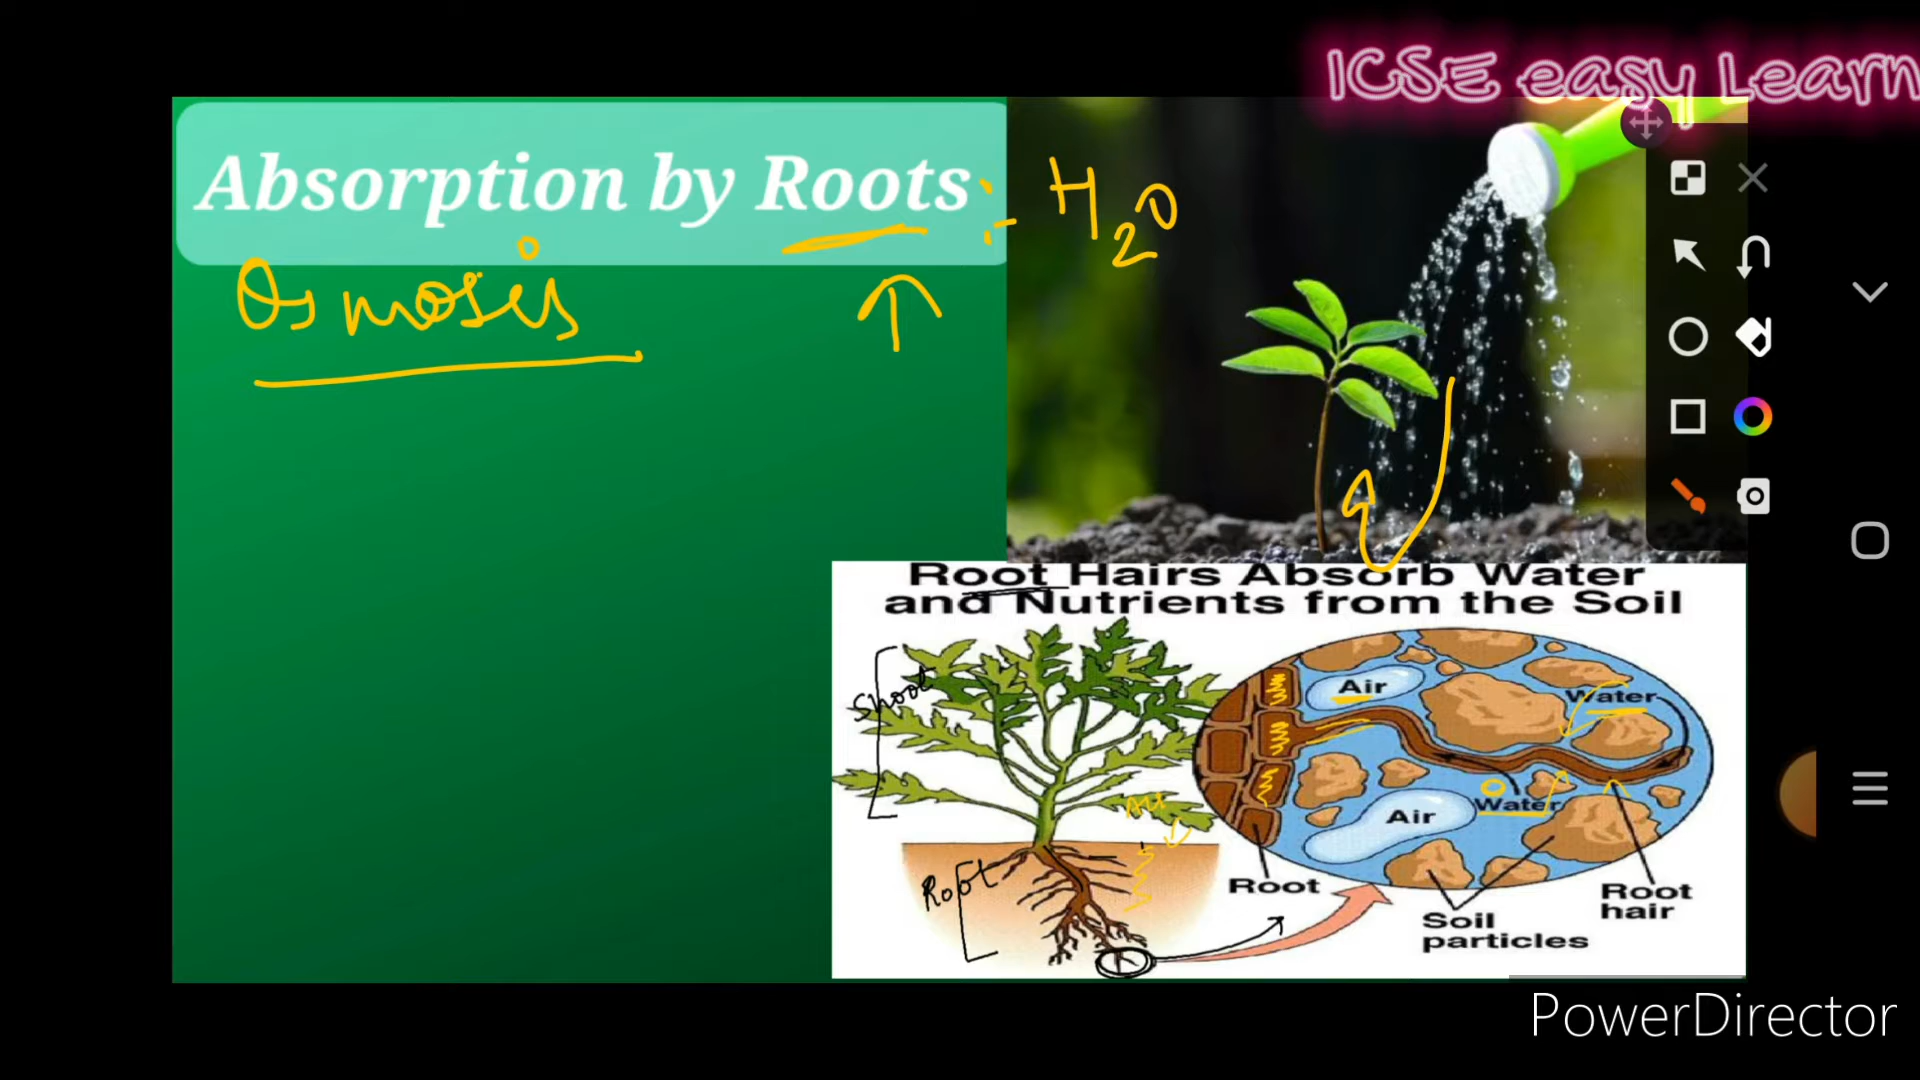 ICSE easy Learn
Absorption by Roots :-
H2O
Osmosis
Root Hairs Absorb Water
and Nutrients from the Soil
Shoot
Air
Water
Water
Air
Root
Root
Root
hair
Soil
particles
PowerDirector